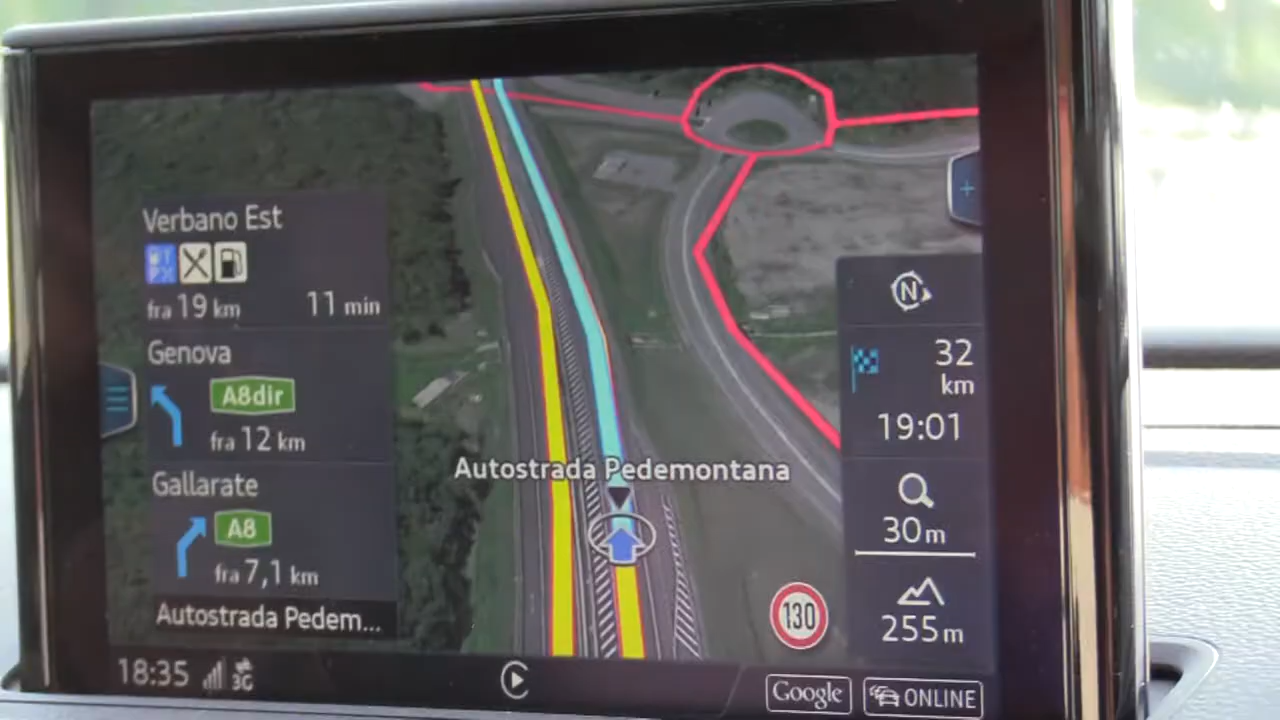 Verbano Est
fra 19 km 11 min
Genova
A8dir
fra 12 km
Gallarate
A8
fra 7,1 km
Autostrada Pedem...
18:35 3G
Autostrada Pedemontana
130
N
32
km
19:01
30m
255m
Google
ONLINE